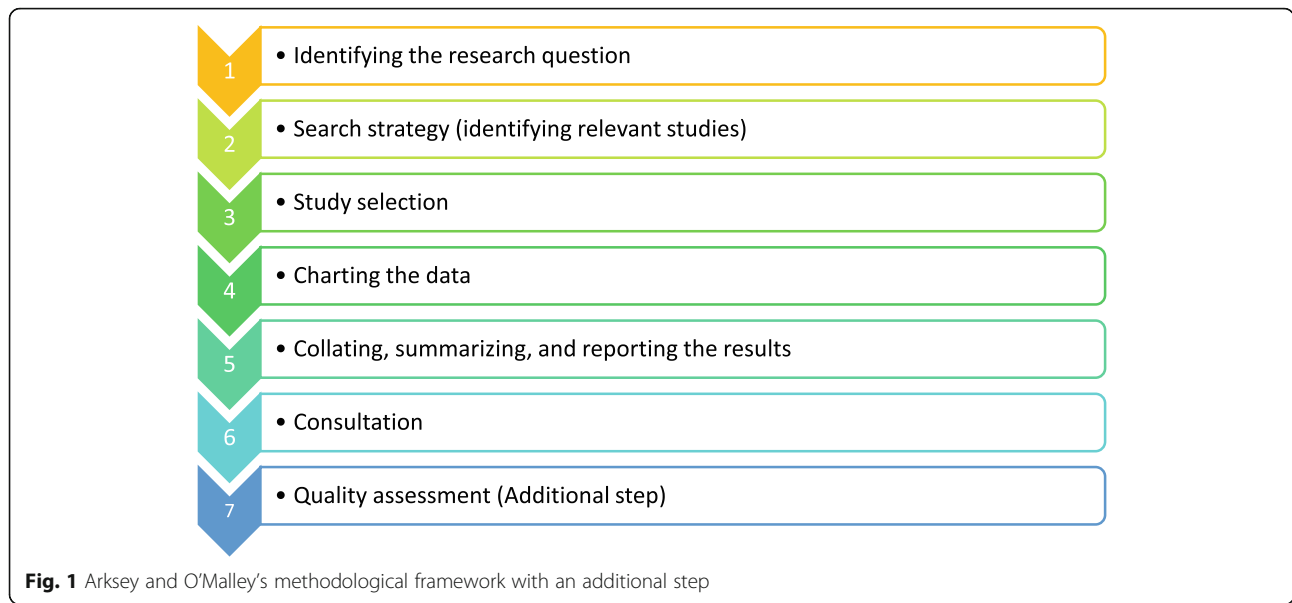 1
• Identifying the research question
2
• Search strategy (identifying relevant studies)
3
• Study selection
4
• Charting the data
5
• Collating, summarizing, and reporting the results
6
• Consultation
7
• Quality assessment (Additional step)
Fig. 1 Arksey and O’Malley’s methodological framework with an additional step